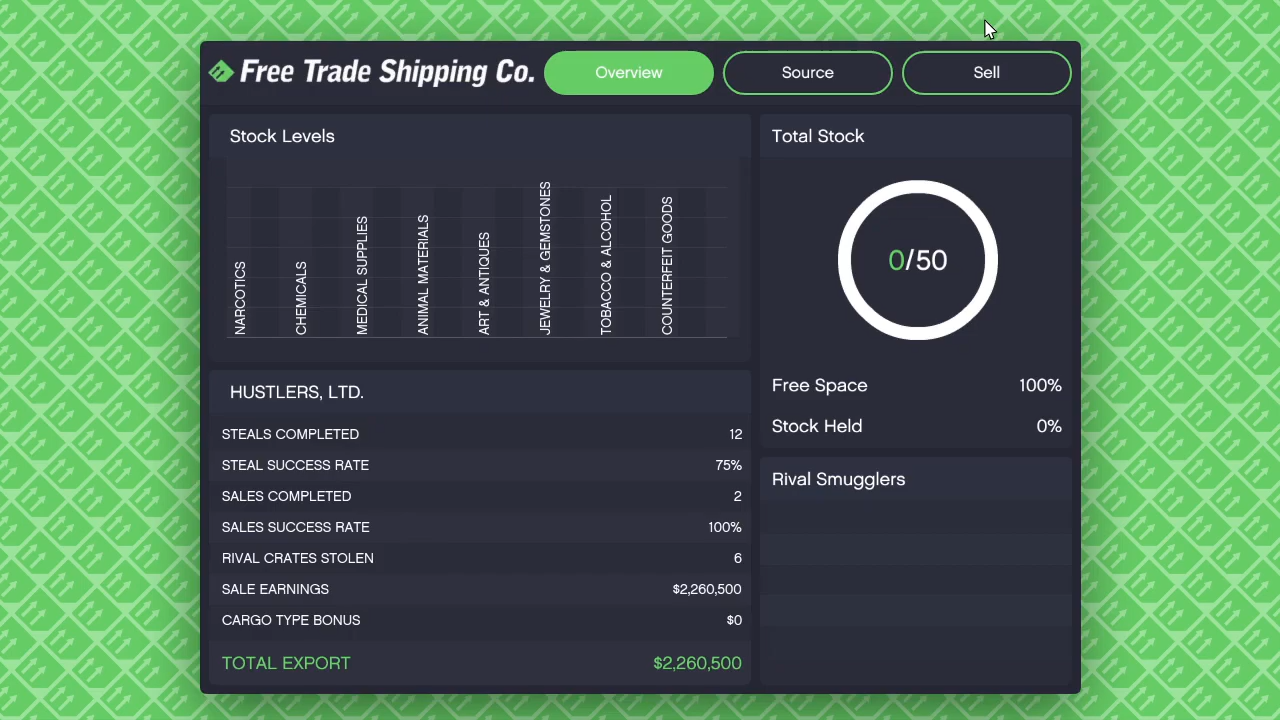 Free Trade Shipping Co.
Overview
Source
Sell
Stock Levels
NARCOTICS
CHEMICALS
MEDICAL SUPPLIES
ANIMAL MATERIALS
ART & ANTIQUES
JEWELRY & GEMSTONES
TOBACCO & ALCOHOL
COUNTERFEIT GOODS
Total Stock
0/50
Free Space 100%
Stock Held 0%
HUSTLERS, LTD.
STEALS COMPLETED 12
STEAL SUCCESS RATE 75%
SALES COMPLETED 2
SALES SUCCESS RATE 100%
RIVAL CRATES STOLEN 6
SALE EARNINGS $2,260,500
CARGO TYPE BONUS $0
TOTAL EXPORT $2,260,500
Rival Smugglers